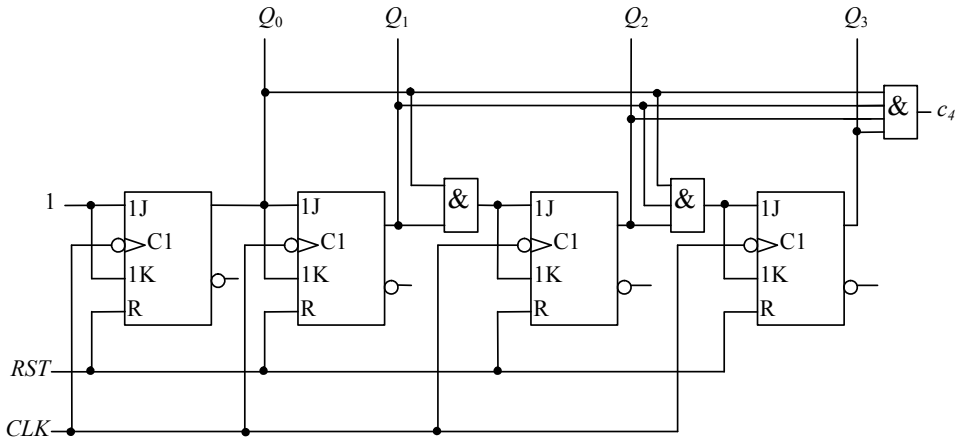 Q0 Q1 Q2 Q3
& c4
1 1J 1J & 1J & 1J
C1 C1 C1 C1
1K 1K 1K 1K
R R R R
RST
CLK